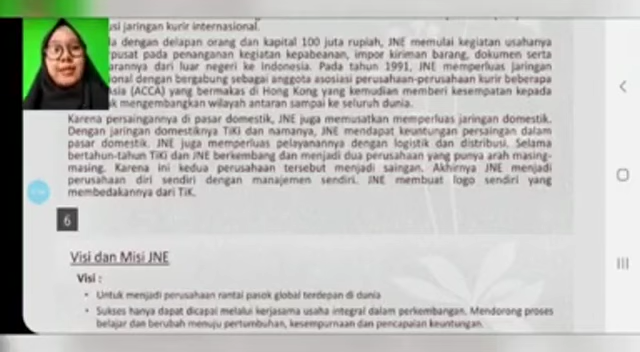 usi jaringan kurir internasional.
la dengan delapan orang dan kapital 100 juta rupiah, JNE memulai kegiatan usahanya
rpusat pada penanganan kegiatan kepabeanan, impor kiriman barang, dokumen serta
arannya dari luar negeri ke Indonesia. Pada tahun 1991, JNE memperluas jaringan
ional dengan bergabung sebagai anggota asosiasi perusahaan-perusahaan kurir beberapa
Asia (ACCA) yang bermakas di Hong Kong yang kemudian memberi kesempatan kepada
k mengembangkan wilayah antaran sampai ke seluruh dunia.
Karena persaingannya di pasar domestik, JNE juga memusatkan memperluas jaringan domestik.
Dengan jaringan domestiknya TiKi dan namanya, JNE mendapat keuntungan persaingan dalam
pasar domestik. JNE juga memperluas pelayanannya dengan logistik dan distribusi. Selama
bertahun-tahun TiKi dan JNE berkembang dan menjadi dua perusahaan yang punya arah masing-
masing. Karena ini kedua perusahaan tersebut menjadi saingan. Akhirnya JNE menjadi
perusahaan diri sendiri dengan manajemen sendiri. JNE membuat logo sendiri yang
membedakannya dari TiK.
6
Visi dan Misi JNE
Visi :
• Untuk menjadi perusahaan rantai pasok global terdepan di dunia
• Sukses hanya dapat dicapai melalui kerjasama usaha integral dalam perkembangan. Mendorong proses
belajar dan berubah menuju pertumbuhan, kesempurnaan dan pencapaian keuntungan.